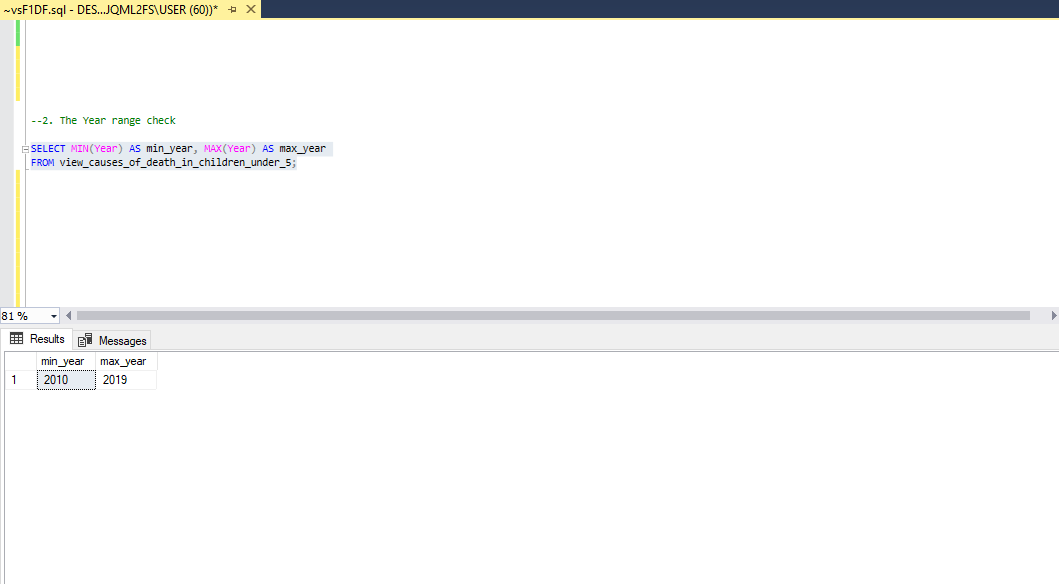 ~vsF1DF.sql - DES...JQML2FS\USER (60))*
--2. The Year range check
SELECT MIN(Year) AS min_year, MAX(Year) AS max_year
FROM view_causes_of_death_in_children_under_5;
81 %
Results Messages
min_year max_year
1 2010 2019